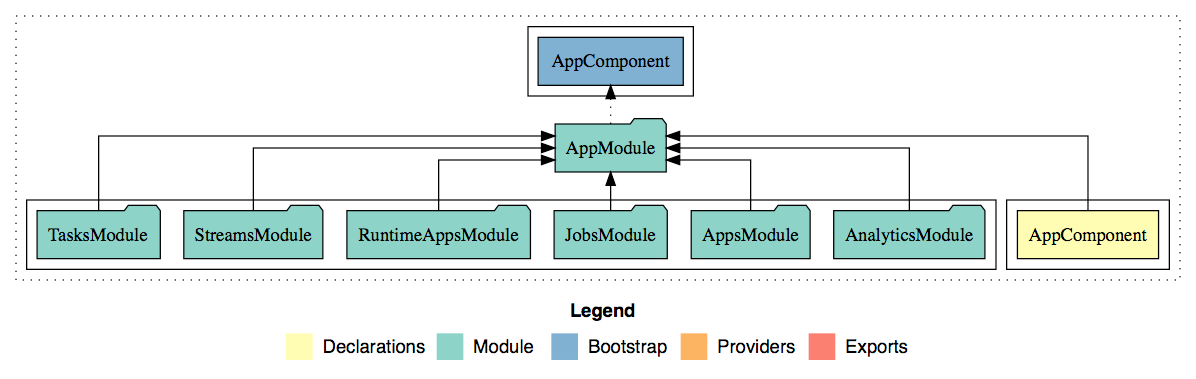 AppComponent
AppModule
TasksModule
StreamsModule
RuntimeAppsModule
JobsModule
AppsModule
AnalyticsModule
AppComponent
Legend
Declarations
Module
Bootstrap
Providers
Exports